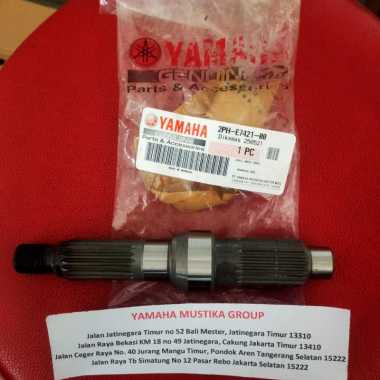 YAMAHA
GENUINE
Parts & Accessories
YAMAHA
Parts & Accessories
2PH-E7421-00
Dikemas 250521
1 PC
YAMAHA MUSTIKA GROUP
Jalan Jatinegara Timur no 52 Bali Mester, Jatinegara Timur 13310
Jalan Raya Bekasi KM 18 no 49 Jatinegara, Cakung Jakarta Timur 13410
Jalan Ceger Raya No. 40 Jurang Mangu Timur, Pondok Aren Tangerang Selatan 15222
Jalan Raya Tb Simatung No 12 Pasar Rebo Jakarta Selatan 15222